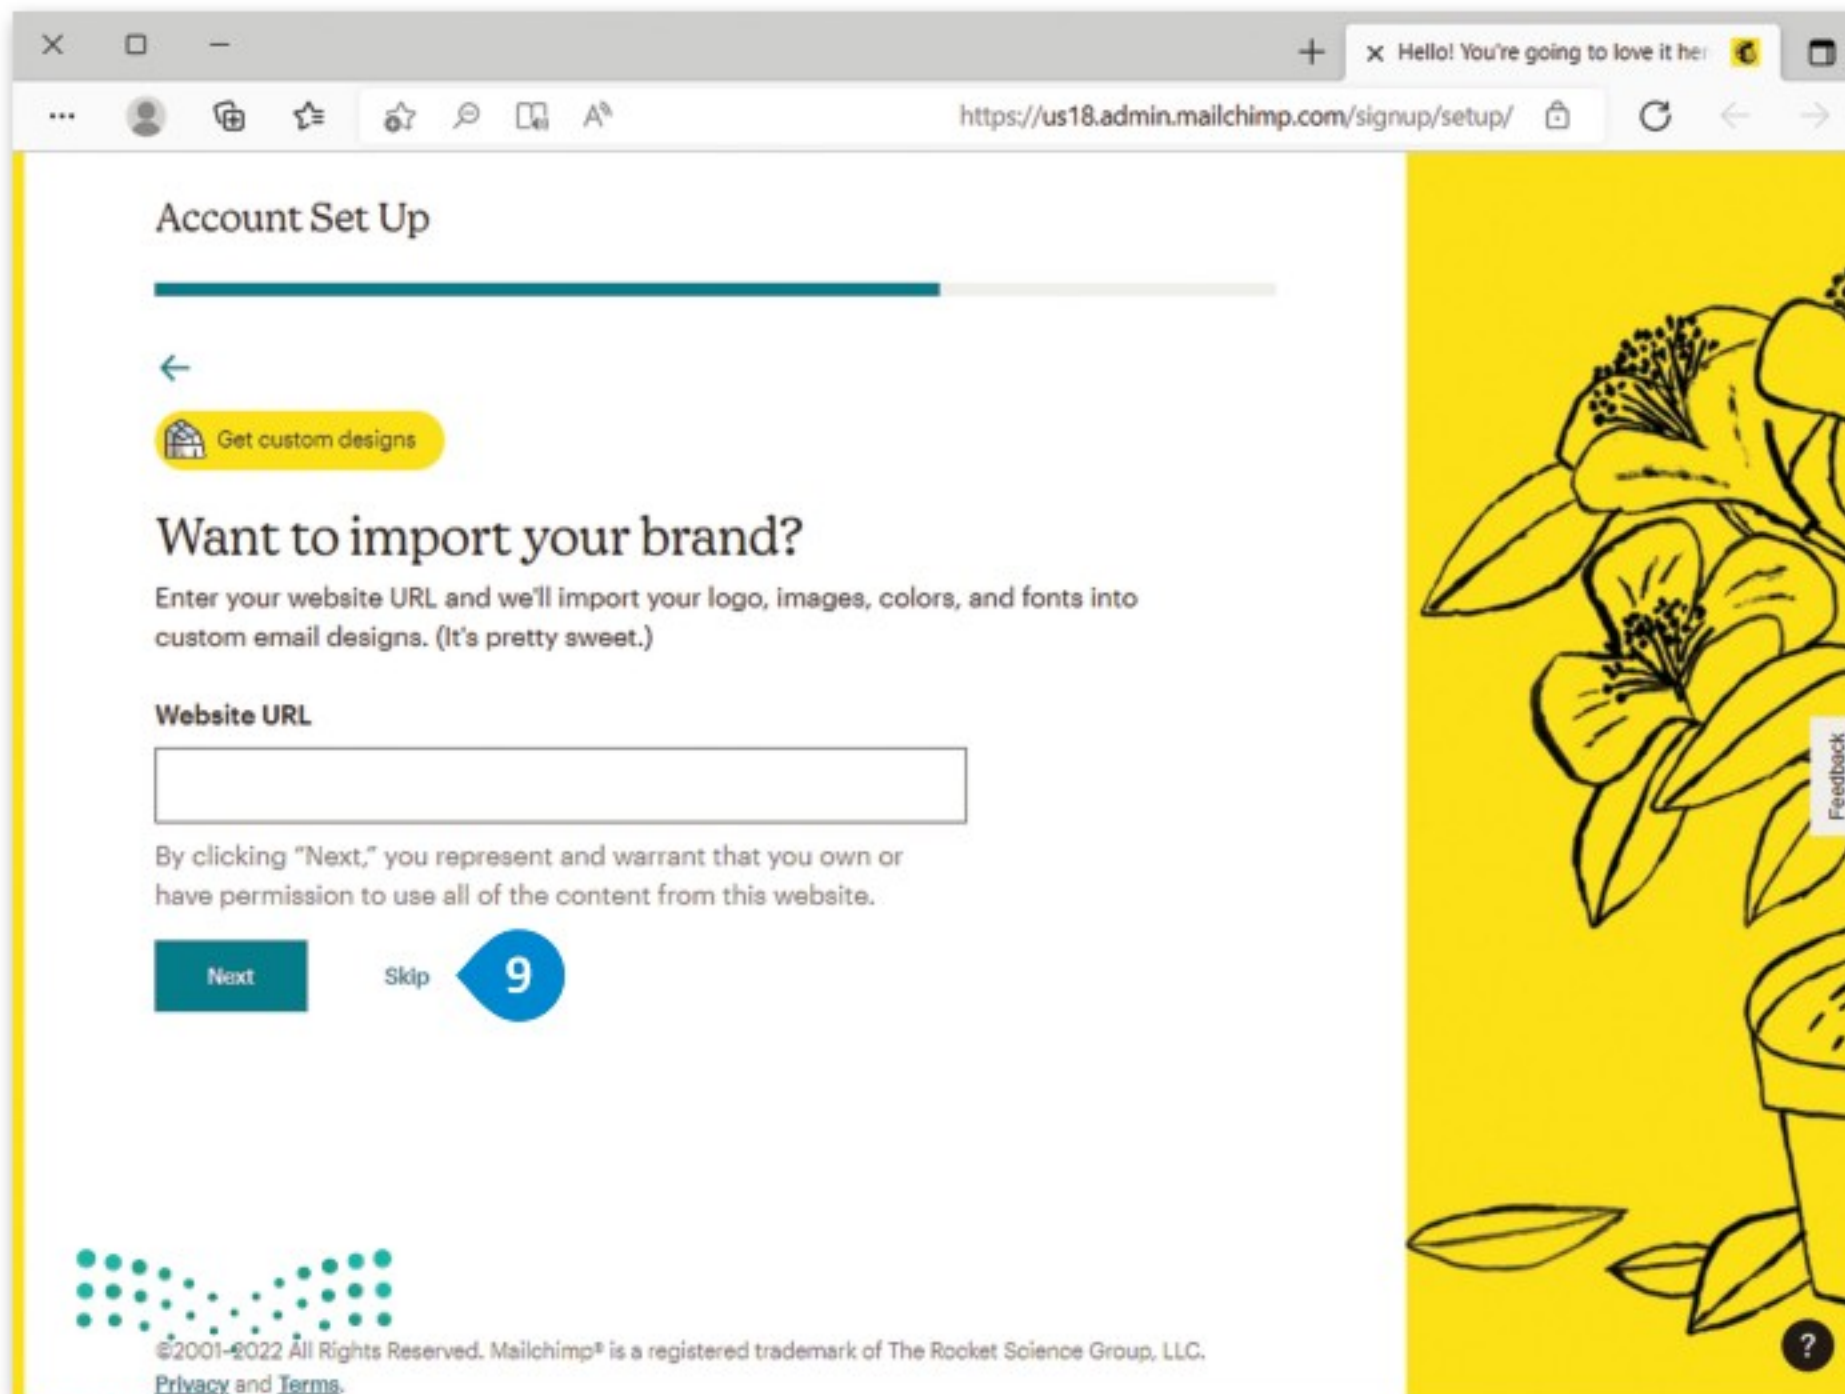 Hello! You're going to love it her
https://us18.admin.mailchimp.com/signup/setup/
Account Set Up
Get custom designs
Want to import your brand?
Enter your website URL and we'll import your logo, images, colors, and fonts into
custom email designs. (It's pretty sweet.)
Website URL
By clicking “Next,” you represent and warrant that you own or
have permission to use all of the content from this website.
Next
Skip
9
Feedback
©2001-2022 All Rights Reserved. Mailchimp® is a registered trademark of The Rocket Science Group, LLC.
Privacy and Terms.
?